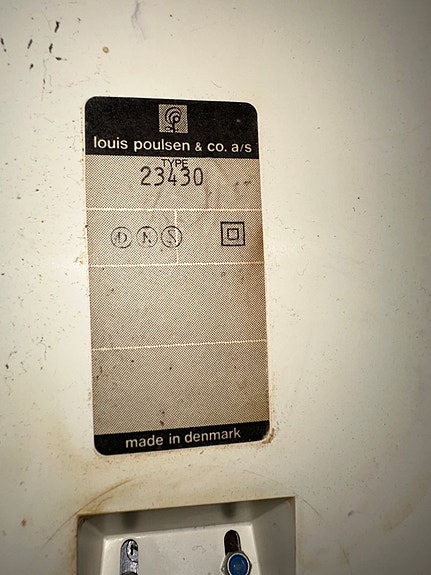 louis poulsen & co. a/s
TYPE
23430
D N S
made in denmark